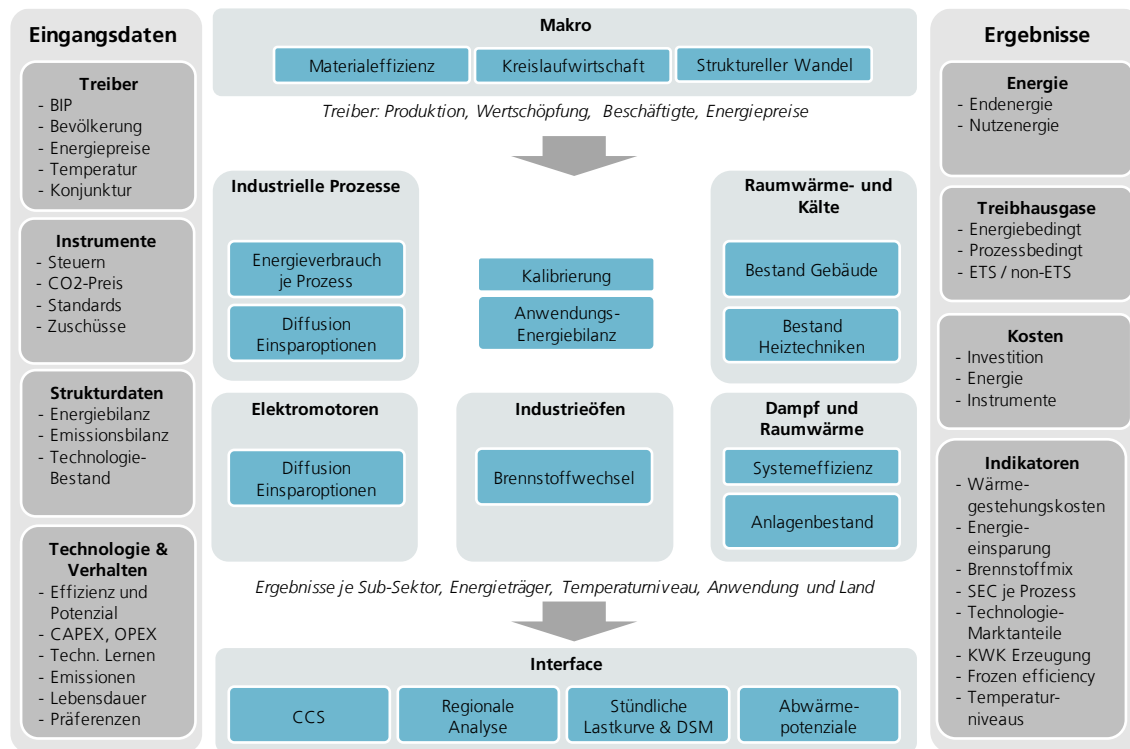 Eingangsdaten
Treiber
- BIP
- Bevölkerung
- Energiepreise
- Temperatur
- Konjunktur
Instrumente
- Steuern
- CO2-Preis
- Standards
- Zuschüsse
Strukturdaten
- Energiebilanz
- Emissionsbilanz
- Technologie-
Bestand
Technologie &
Verhalten
- Effizienz und
Potenzial
- CAPEX, OPEX
- Techn. Lernen
- Emissionen
- Lebensdauer
- Präferenzen
Makro
Materialeffizienz
Kreislaufwirtschaft
Struktureller Wandel
Treiber: Produktion, Wertschöpfung, Beschäftigte, Energiepreise
Industrielle Prozesse
Energieverbrauch
je Prozess
Diffusion
Einsparoptionen
Kalibrierung
Anwendungs-
Energiebilanz
Raumwärme- und
Kälte
Bestand Gebäude
Bestand
Heiztechniken
Elektromotoren
Diffusion
Einsparoptionen
Industrieöfen
Brennstoffwechsel
Dampf und
Raumwärme
Systemeffizienz
Anlagenbestand
Ergebnisse je Sub-Sektor, Energieträger, Temperaturniveau, Anwendung und Land
Interface
CCS
Regionale
Analyse
Stündliche
Lastkurve & DSM
Abwärme-
potenziale
Ergebnisse
Energie
- Endenergie
- Nutzenergie
Treibhausgase
- Energiebedingt
- Prozessbedingt
- ETS / non-ETS
Kosten
- Investition
- Energie
- Instrumente
Indikatoren
- Wärme-
gestehungskosten
- Energie-
einsparung
- Brennstoffmix
- SEC je Prozess
- Technologie-
Marktanteile
- KWK Erzeugung
- Frozen efficiency
- Temperatur-
niveaus